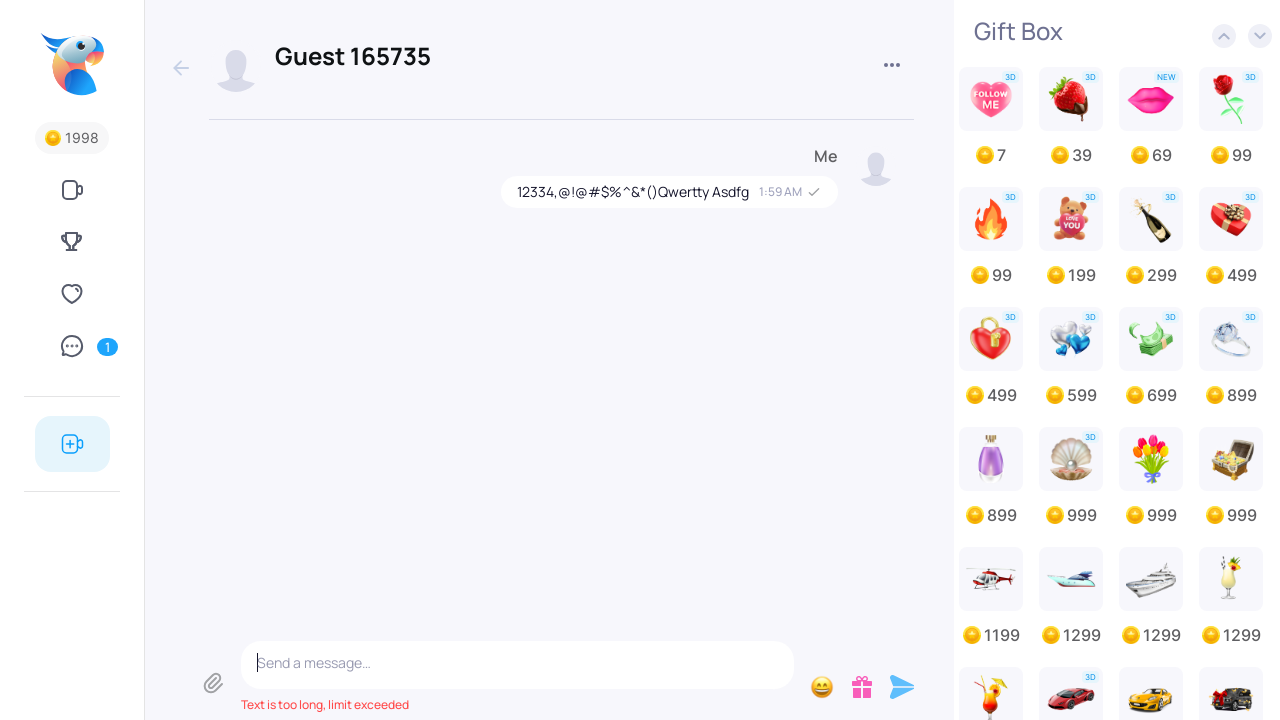 1998
1
Guest 165735
Me
12334,@!@#$%^&*()Qwertty Asdfg 1:59 AM
Send a message...
Text is too long, limit exceeded
Gift Box
3D 3D NEW 3D
FOLLOW
ME
7 39 69 99
3D 3D 3D 3D
LOVE
YOU
99 199 299 499
3D 3D 3D 3D
499 599 699 899
3D
899 999 999 999
1199 1299 1299 1299
3D